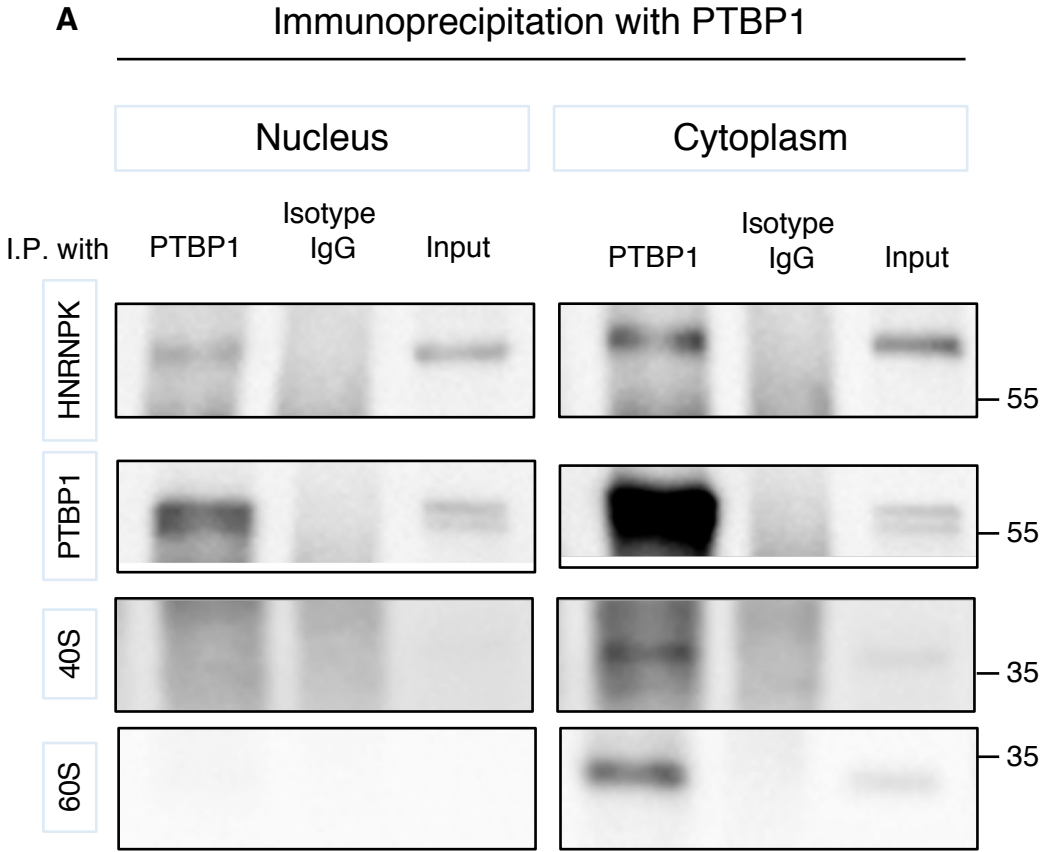 A
Immunoprecipitation with PTBP1
Nucleus
Cytoplasm
I.P. with
PTBP1
Isotype
IgG
Input
PTBP1
Isotype
IgG
Input
HNRNPK
55
PTBP1
55
40S
35
60S
35